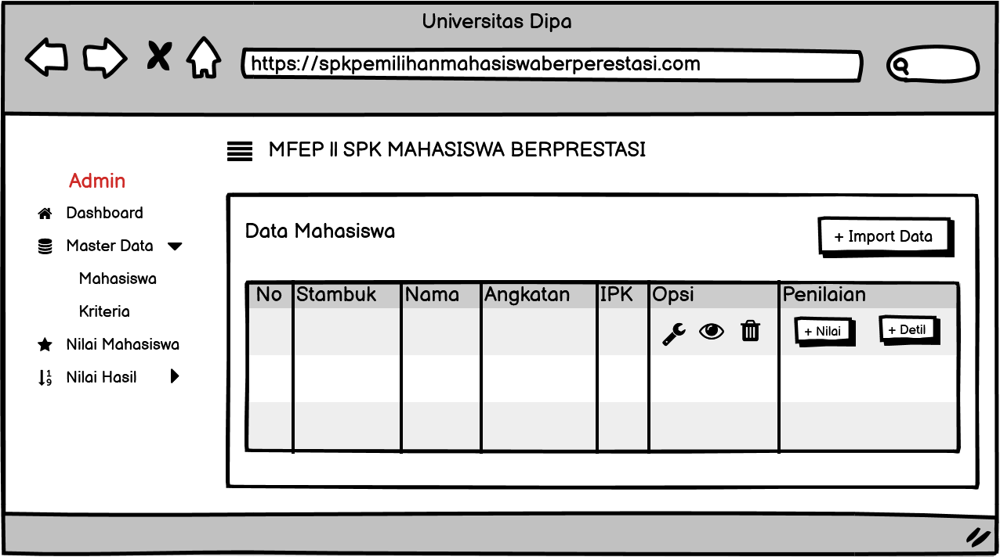 Universitas Dipa
https://spkpemilihanmahasiswaberperestasi.com
MFEP || SPK MAHASISWA BERPRESTASI
Admin
Dashboard
Master Data
Mahasiswa
Kriteria
Nilai Mahasiswa
Nilai Hasil
Data Mahasiswa
+ Import Data
No Stambuk Nama Angkatan IPK Opsi Penilaian
+ Nilai + Detil